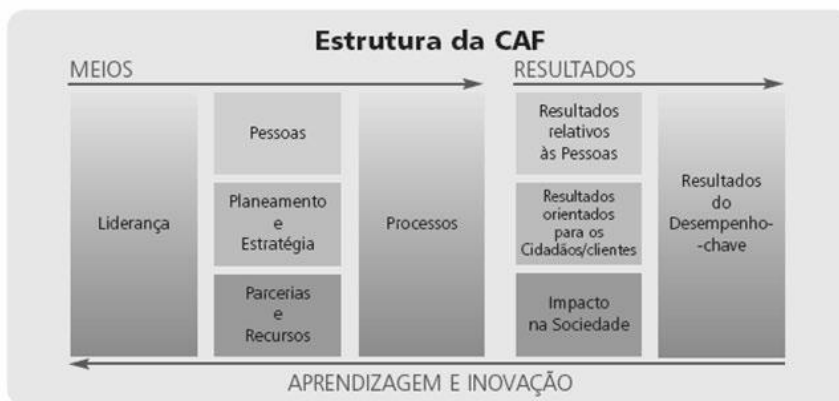 Estrutura da CAF
MEIOS
RESULTADOS
Liderança
Pessoas
Planeamento
e
Estratégia
Parcerias
e
Recursos
Processos
Resultados
relativos
às Pessoas
Resultados
orientados
para os
Cidadãos/clientes
Impacto
na Sociedade
Resultados
do
Desempenho-
-chave
APRENDIZAGEM E INOVAÇÃO